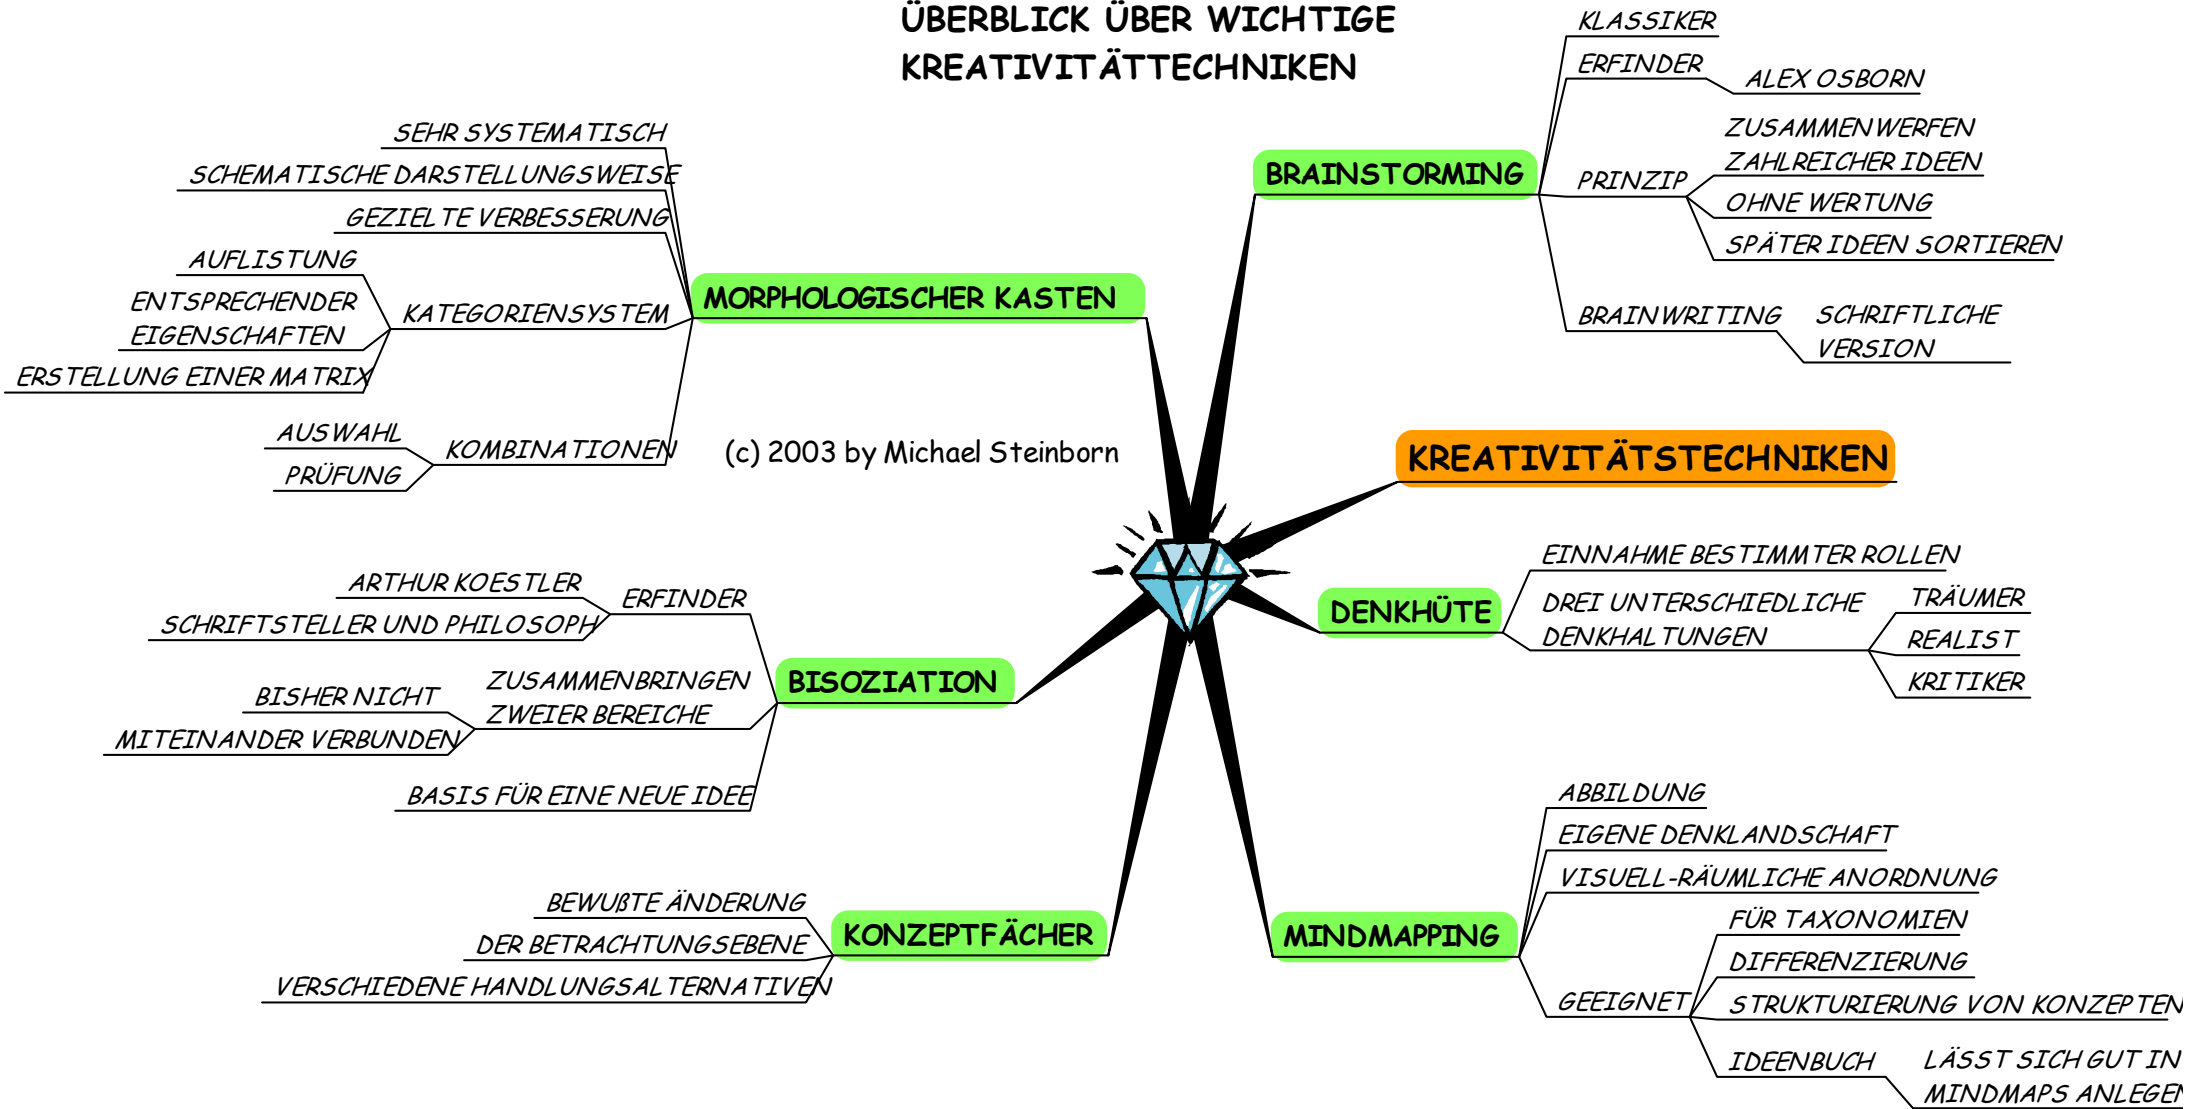 ÜBERBLICK ÜBER WICHTIGE
KREATIVITÄTTECHNIKEN
BRAINSTORMING
KLASSIKER
ERFINDER
ALEX OSBORN
PRINZIP
ZUSAMMENWERFEN
ZAHLREICHER IDEEN
OHNE WERTUNG
SPÄTER IDEEN SORTIEREN
BRAINWRITING
SCHRIFTLICHE
VERSION
KREATIVITÄTSTECHNIKEN
DENKHÜTE
EINNAHME BESTIMMTER ROLLEN
DREI UNTERSCHIEDLICHE
DENKHALTUNGEN
TRÄUMER
REALIST
KRITIKER
MINDMAPPING
ABBILDUNG
EIGENE DENKLANDSCHAFT
VISUELL-RÄUMLICHE ANORDNUNG
GEEIGNET
FÜR TAXONOMIEN
DIFFERENZIERUNG
STRUKTURIERUNG VON KONZEPTEN
IDEENBUCH
LÄSST SICH GUT IN
MINDMAPS ANLEGEN
MORPHOLOGISCHER KASTEN
SEHR SYSTEMATISCH
SCHEMATISCHE DARSTELLUNGSWEISE
GEZIELTE VERBESSERUNG
KATEGORIENSYSTEM
AUFLISTUNG
ENTSPRECHENDER
EIGENSCHAFTEN
ERSTELLUNG EINER MATRIX
KOMBINATIONEN
AUSWAHL
PRÜFUNG
(c) 2003 by Michael Steinborn
BISOZIATION
ERFINDER
ARTHUR KOESTLER
SCHRIFTSTELLER UND PHILOSOPH
ZUSAMMENBRINGEN
ZWEIER BEREICHE
BISHER NICHT
MITEINANDER VERBUNDEN
BASIS FÜR EINE NEUE IDEE
KONZEPTFÄCHER
BEWUßTE ÄNDERUNG
DER BETRACHTUNGSEBENE
VERSCHIEDENE HANDLUNGSALTERNATIVEN